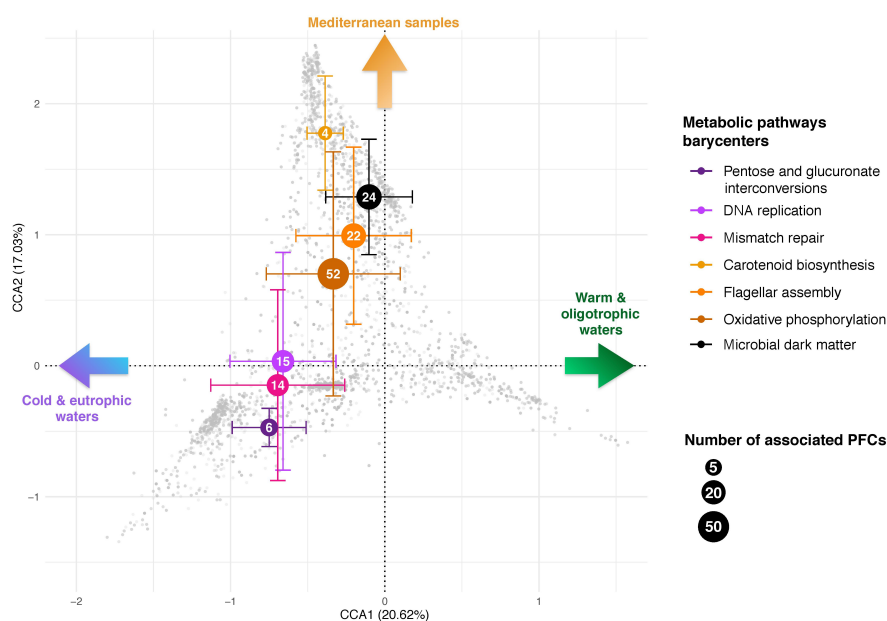 Mediterranean samples
CCA2 (17.03%)
2
1
0
−1
4
24
22
52
15
14
6
Cold & eutrophic
waters
Warm &
oligotrophic
waters
−2
−1
0
1
CCA1 (20.62%)
Metabolic pathways
barycenters
Pentose and glucuronate
interconversions
DNA replication
Mismatch repair
Carotenoid biosynthesis
Flagellar assembly
Oxidative phosphorylation
Microbial dark matter
Number of associated PFCs
5
20
50